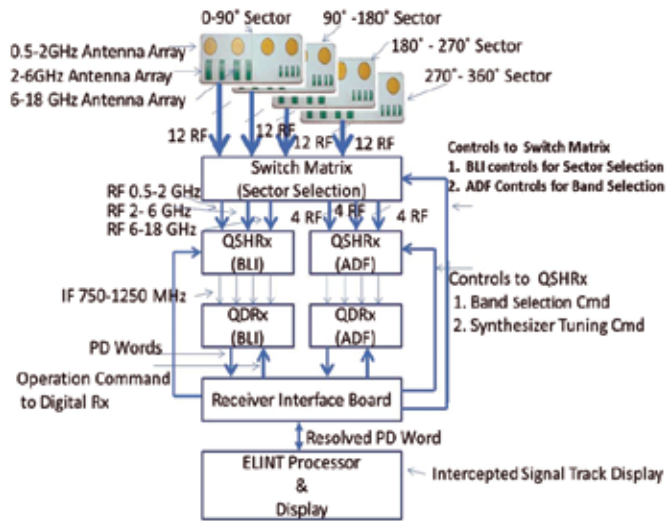 0-90° Sector
90° -180° Sector
180° - 270° Sector
270°- 360° Sector
0.5-2GHz Antenna Array
2-6GHz Antenna Array
6-18 GHz Antenna Array
12 RF
12 RF
12 RF
12 RF
Switch Matrix
(Sector Selection)
Controls to Switch Matrix
1. BLI controls for Sector Selection
2. ADF Controls for Band Selection
RF 0.5-2 GHz
RF 2- 6 GHz
RF 6-18 GHz
4 RF
4 RF
4 RF
QSHRx
(BLI)
QSHRx
(ADF)
Controls to QSHRx
1. Band Selection Cmd
2. Synthesizer Tuning Cmd
IF 750-1250 MHz
QDRx
(BLI)
QDRx
(ADF)
PD Words
Operation Command
to Digital Rx
Receiver Interface Board
Resolved PD Word
ELINT Processor
&
Display
Intercepted Signal Track Display